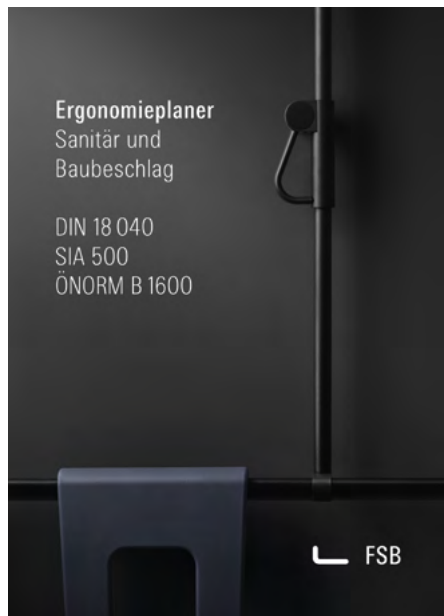 Ergonomieplaner
Sanitär und
Baubeschlag
DIN 18 040
SIA 500
ÖNORM B 1600
FSB